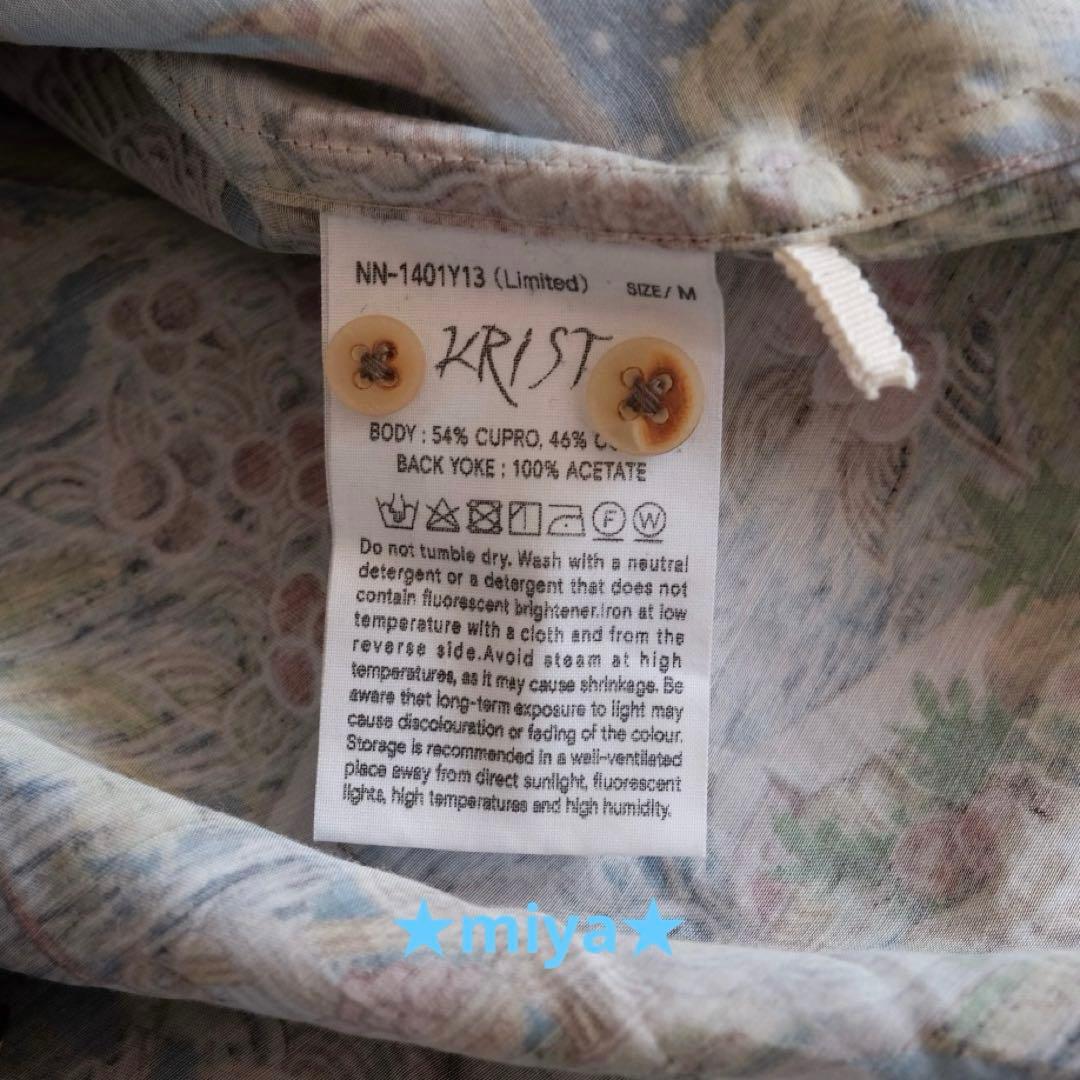 NN-1401Y13 (Limited) SIZE/ M
KRIST
BODY : 54% CUPRO, 46%
BACK YOKE : 100% ACETATE
F W
Do not tumble dry. Wash with a neutral
detergent or a detergent that does not
contain fluorescent brightener.Iron at low
temperature with a cloth and from the
reverse side.Avoid steam at high
temperatures, as it may cause shrinkage. Be
aware that long-term exposure to light may
cause discolouration or fading of the colour.
Storage is recommended in a well-ventilated
place away from direct sunlight, fluorescent
lights, high temperatures and high humidity.
★miya★